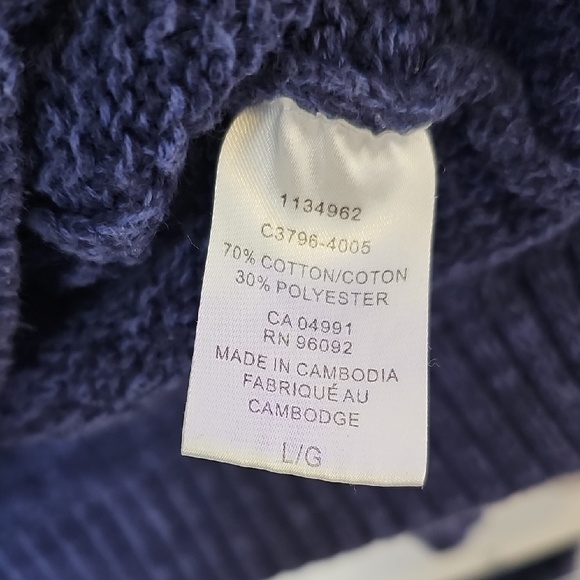 1134962
C3796-4005
70% COTTON/COTON
30% POLYESTER
CA 04991
RN 96092
MADE IN CAMBODIA
FABRIQUÉ AU
CAMBODGE
L/G